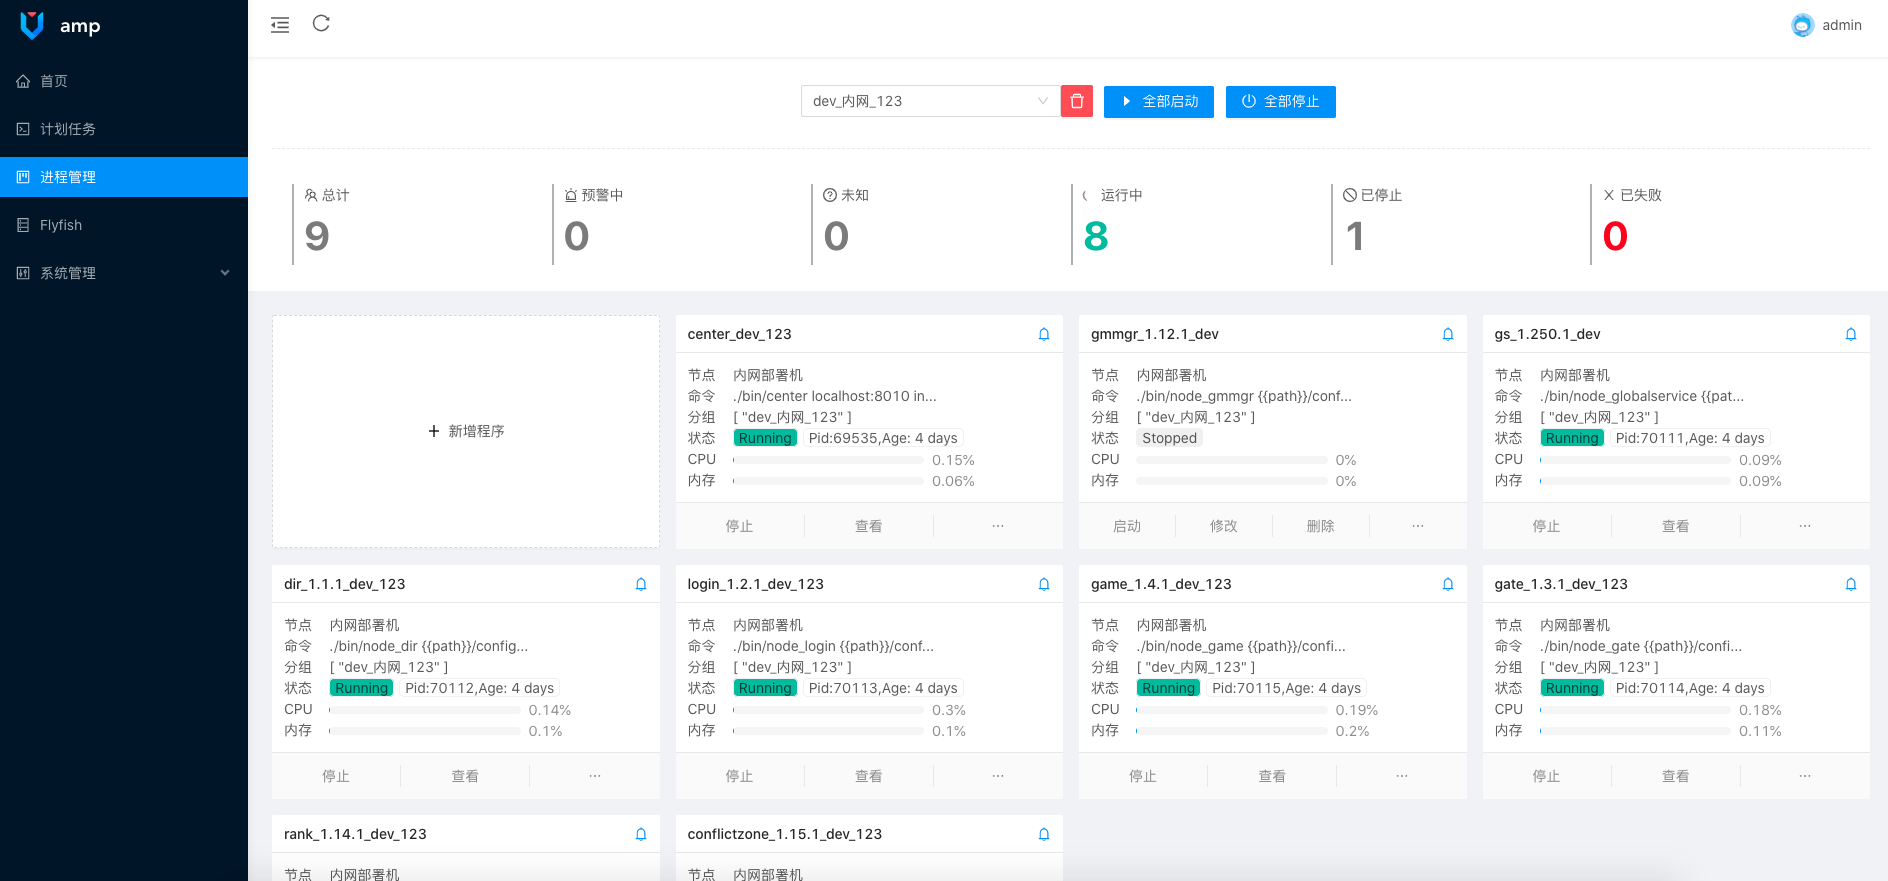 amp
首页
计划任务
进程管理
Flyfish
系统管理
admin
dev_内网_123
全部启动
全部停止
总计
9
预警中
0
未知
0
运行中
8
已停止
1
已失败
0
新增程序
center_dev_123
节点 内网部署机
命令 ./bin/center localhost:8010 in...
分组 [ "dev_内网_123" ]
状态 Running Pid:69535,Age: 4 days
CPU 0.15%
内存 0.06%
停止 查看 ...
gmmgr_1.12.1_dev
节点 内网部署机
命令 ./bin/node_gmmgr {{path}}/conf...
分组 [ "dev_内网_123" ]
状态 Stopped
CPU 0%
内存 0%
启动 修改 删除 ...
gs_1.250.1_dev
节点 内网部署机
命令 ./bin/node_globalservice {{pat...
分组 [ "dev_内网_123" ]
状态 Running Pid:70111,Age: 4 days
CPU 0.09%
内存 0.09%
停止 查看 ...
dir_1.1.1_dev_123
节点 内网部署机
命令 ./bin/node_dir {{path}}/config...
分组 [ "dev_内网_123" ]
状态 Running Pid:70112,Age: 4 days
CPU 0.14%
内存 0.1%
停止 查看 ...
login_1.2.1_dev_123
节点 内网部署机
命令 ./bin/node_login {{path}}/conf...
分组 [ "dev_内网_123" ]
状态 Running Pid:70113,Age: 4 days
CPU 0.3%
内存 0.1%
停止 查看 ...
game_1.4.1_dev_123
节点 内网部署机
命令 ./bin/node_game {{path}}/confi...
分组 [ "dev_内网_123" ]
状态 Running Pid:70115,Age: 4 days
CPU 0.19%
内存 0.2%
停止 查看 ...
gate_1.3.1_dev_123
节点 内网部署机
命令 ./bin/node_gate {{path}}/confi...
分组 [ "dev_内网_123" ]
状态 Running Pid:70114,Age: 4 days
CPU 0.18%
内存 0.11%
停止 查看 ...
rank_1.14.1_dev_123
节点 内网部署机
conflictzone_1.15.1_dev_123
节点 内网部署机